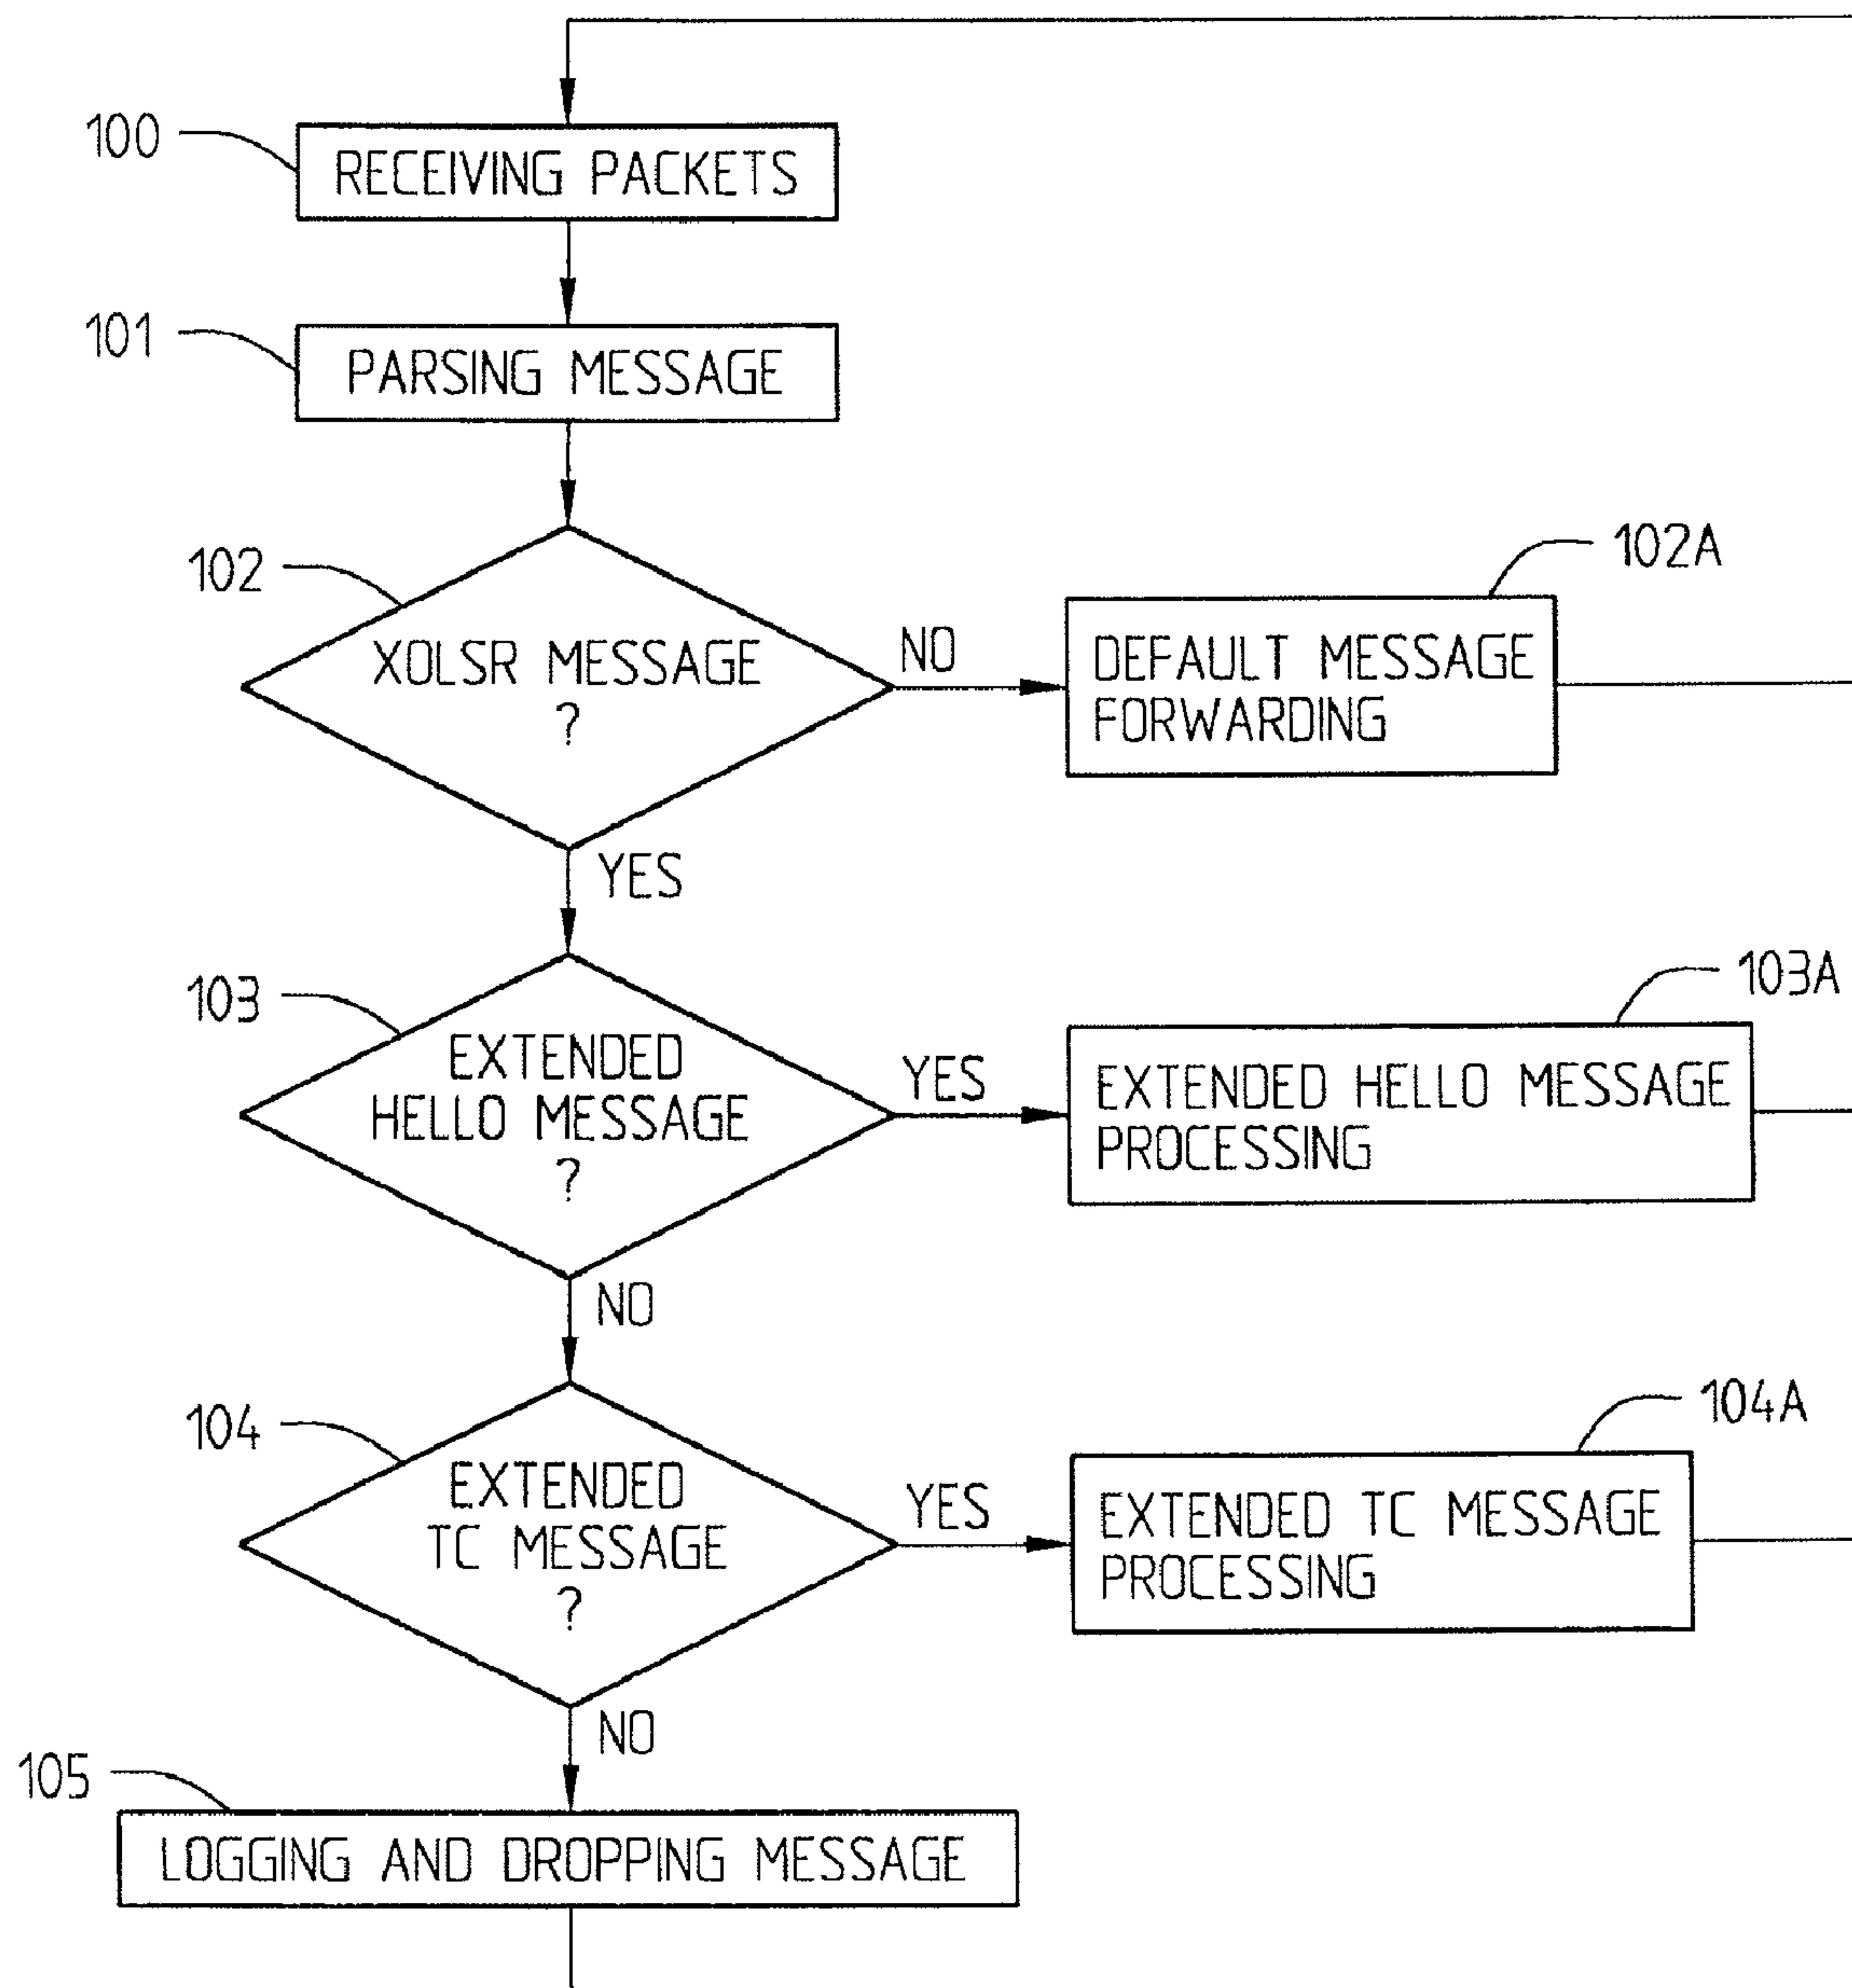 100
RECEIVING PACKETS
101
PARSING MESSAGE
102
XOLSR MESSAGE
?
NO
102A
DEFAULT MESSAGE
FORWARDING
YES
103
EXTENDED
HELLO MESSAGE
?
YES
103A
EXTENDED HELLO MESSAGE
PROCESSING
NO
104
EXTENDED
TC MESSAGE
?
YES
104A
EXTENDED TC MESSAGE
PROCESSING
NO
105
LOGGING AND DROPPING MESSAGE